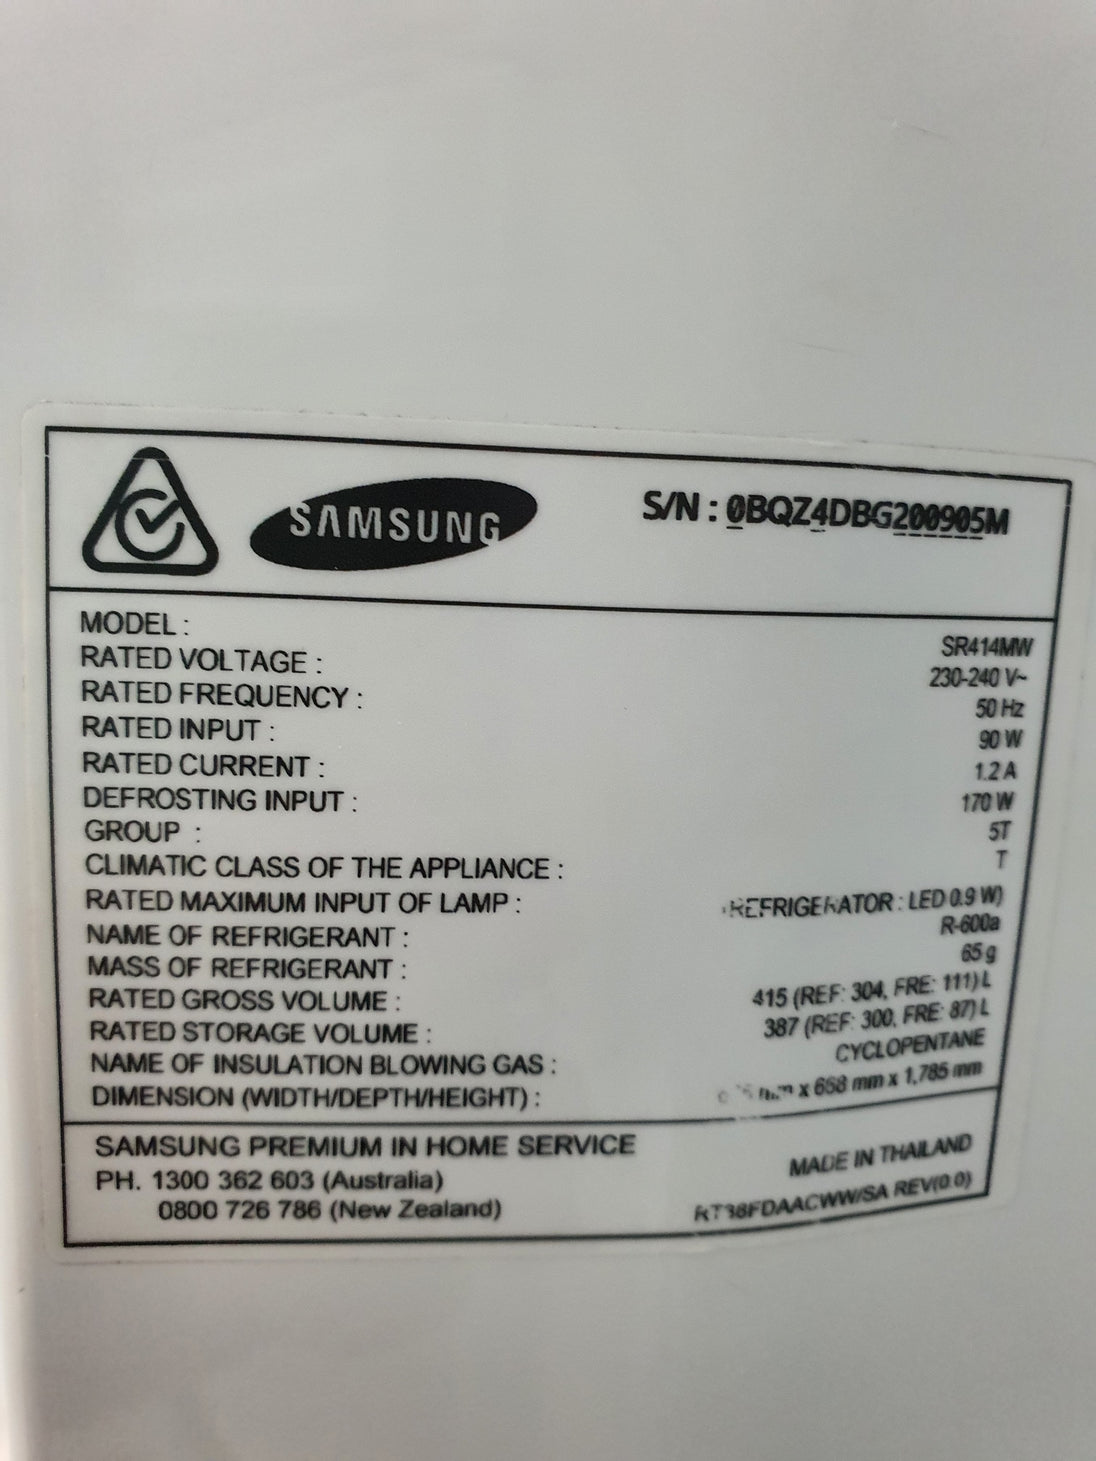 SAMSUNG
S/N : 0BQZ4DBG200905M
MODEL : SR414MW
RATED VOLTAGE : 230-240 V~
RATED FREQUENCY : 50 Hz
RATED INPUT : 90 W
RATED CURRENT : 1.2 A
DEFROSTING INPUT : 170 W
GROUP : 5T
CLIMATIC CLASS OF THE APPLIANCE : T
RATED MAXIMUM INPUT OF LAMP : (REFRIGERATOR : LED 0.9 W)
NAME OF REFRIGERANT : R-600a
MASS OF REFRIGERANT : 65 g
RATED GROSS VOLUME : 415 (REF: 304, FRE: 111) L
RATED STORAGE VOLUME : 387 (REF: 300, FRE: 87) L
NAME OF INSULATION BLOWING GAS : CYCLOPENTANE
DIMENSION (WIDTH/DEPTH/HEIGHT) : mm x 668 mm x 1,785 mm
SAMSUNG PREMIUM IN HOME SERVICE
PH. 1300 362 603 (Australia)
0800 726 786 (New Zealand)
MADE IN THAILAND
RT38FDAACWW/SA REV(0.0)